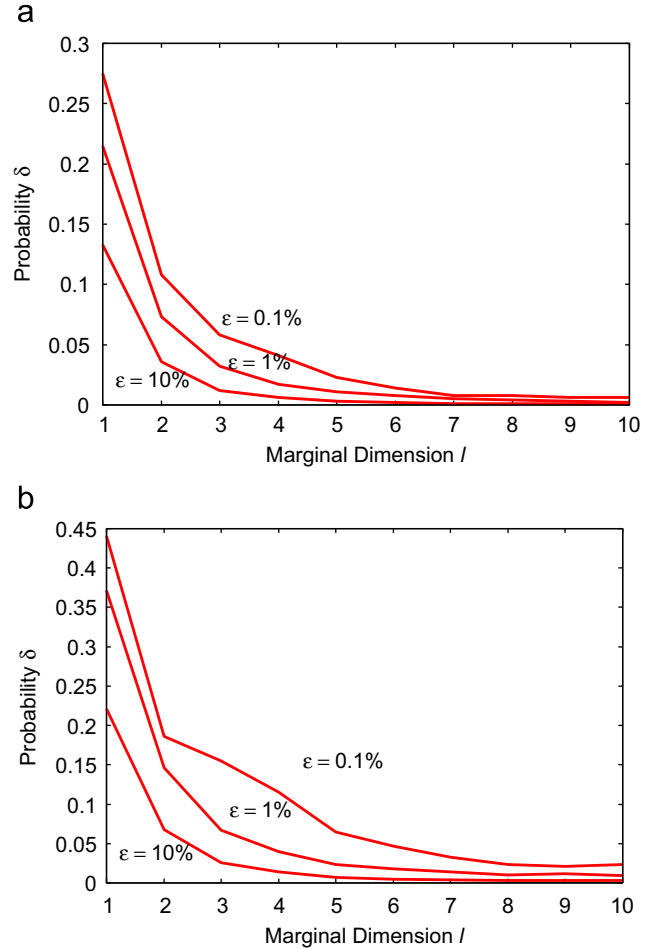 a
0.3
0.25
0.2
0.15
0.1
0.05
0
Probability δ
ε = 0.1%
ε = 1%
ε = 10%
1 2 3 4 5 6 7 8 9 10
Marginal Dimension l
b
0.45
0.4
0.35
0.3
0.25
0.2
0.15
0.1
0.05
0
Probability δ
ε = 0.1%
ε = 1%
ε = 10%
1 2 3 4 5 6 7 8 9 10
Marginal Dimension l